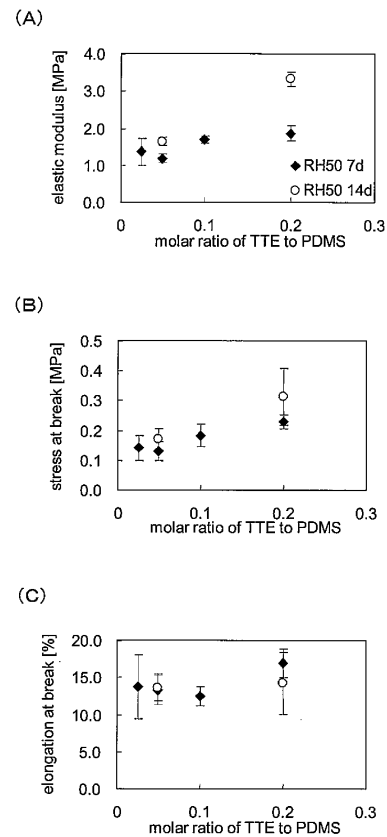 (A)
elastic modulus [MPa]
4.0
3.0
2.0
1.0
0.0
◆ RH50 7d
○ RH50 14d
0 0.1 0.2 0.3
molar ratio of TTE to PDMS
(B)
stress at break [MPa]
0.5
0.4
0.3
0.2
0.1
0.0
0 0.1 0.2 0.3
molar ratio of TTE to PDMS
(C)
elongation at break [%]
20.0
15.0
10.0
5.0
0.0
0 0.1 0.2 0.3
molar ratio of TTE to PDMS